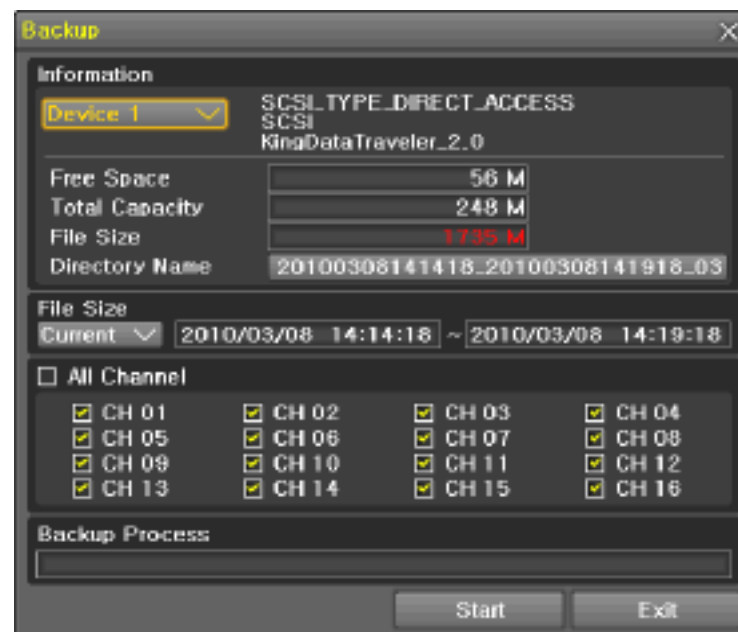 Backup
Information
Device 1
SCSI_TYPE_DIRECT_ACCESS
SCSI
KingDataTraveler_2.0
Free Space 56 M
Total Capacity 248 M
File Size 1735 M
Directory Name 20100308141418_20100308141918_03
File Size
Current 2010/03/08 14:14:18 ~ 2010/03/08 14:19:18
All Channel
CH 01 CH 02 CH 03 CH 04
CH 05 CH 06 CH 07 CH 08
CH 09 CH 10 CH 11 CH 12
CH 13 CH 14 CH 15 CH 16
Backup Process
Start Exit